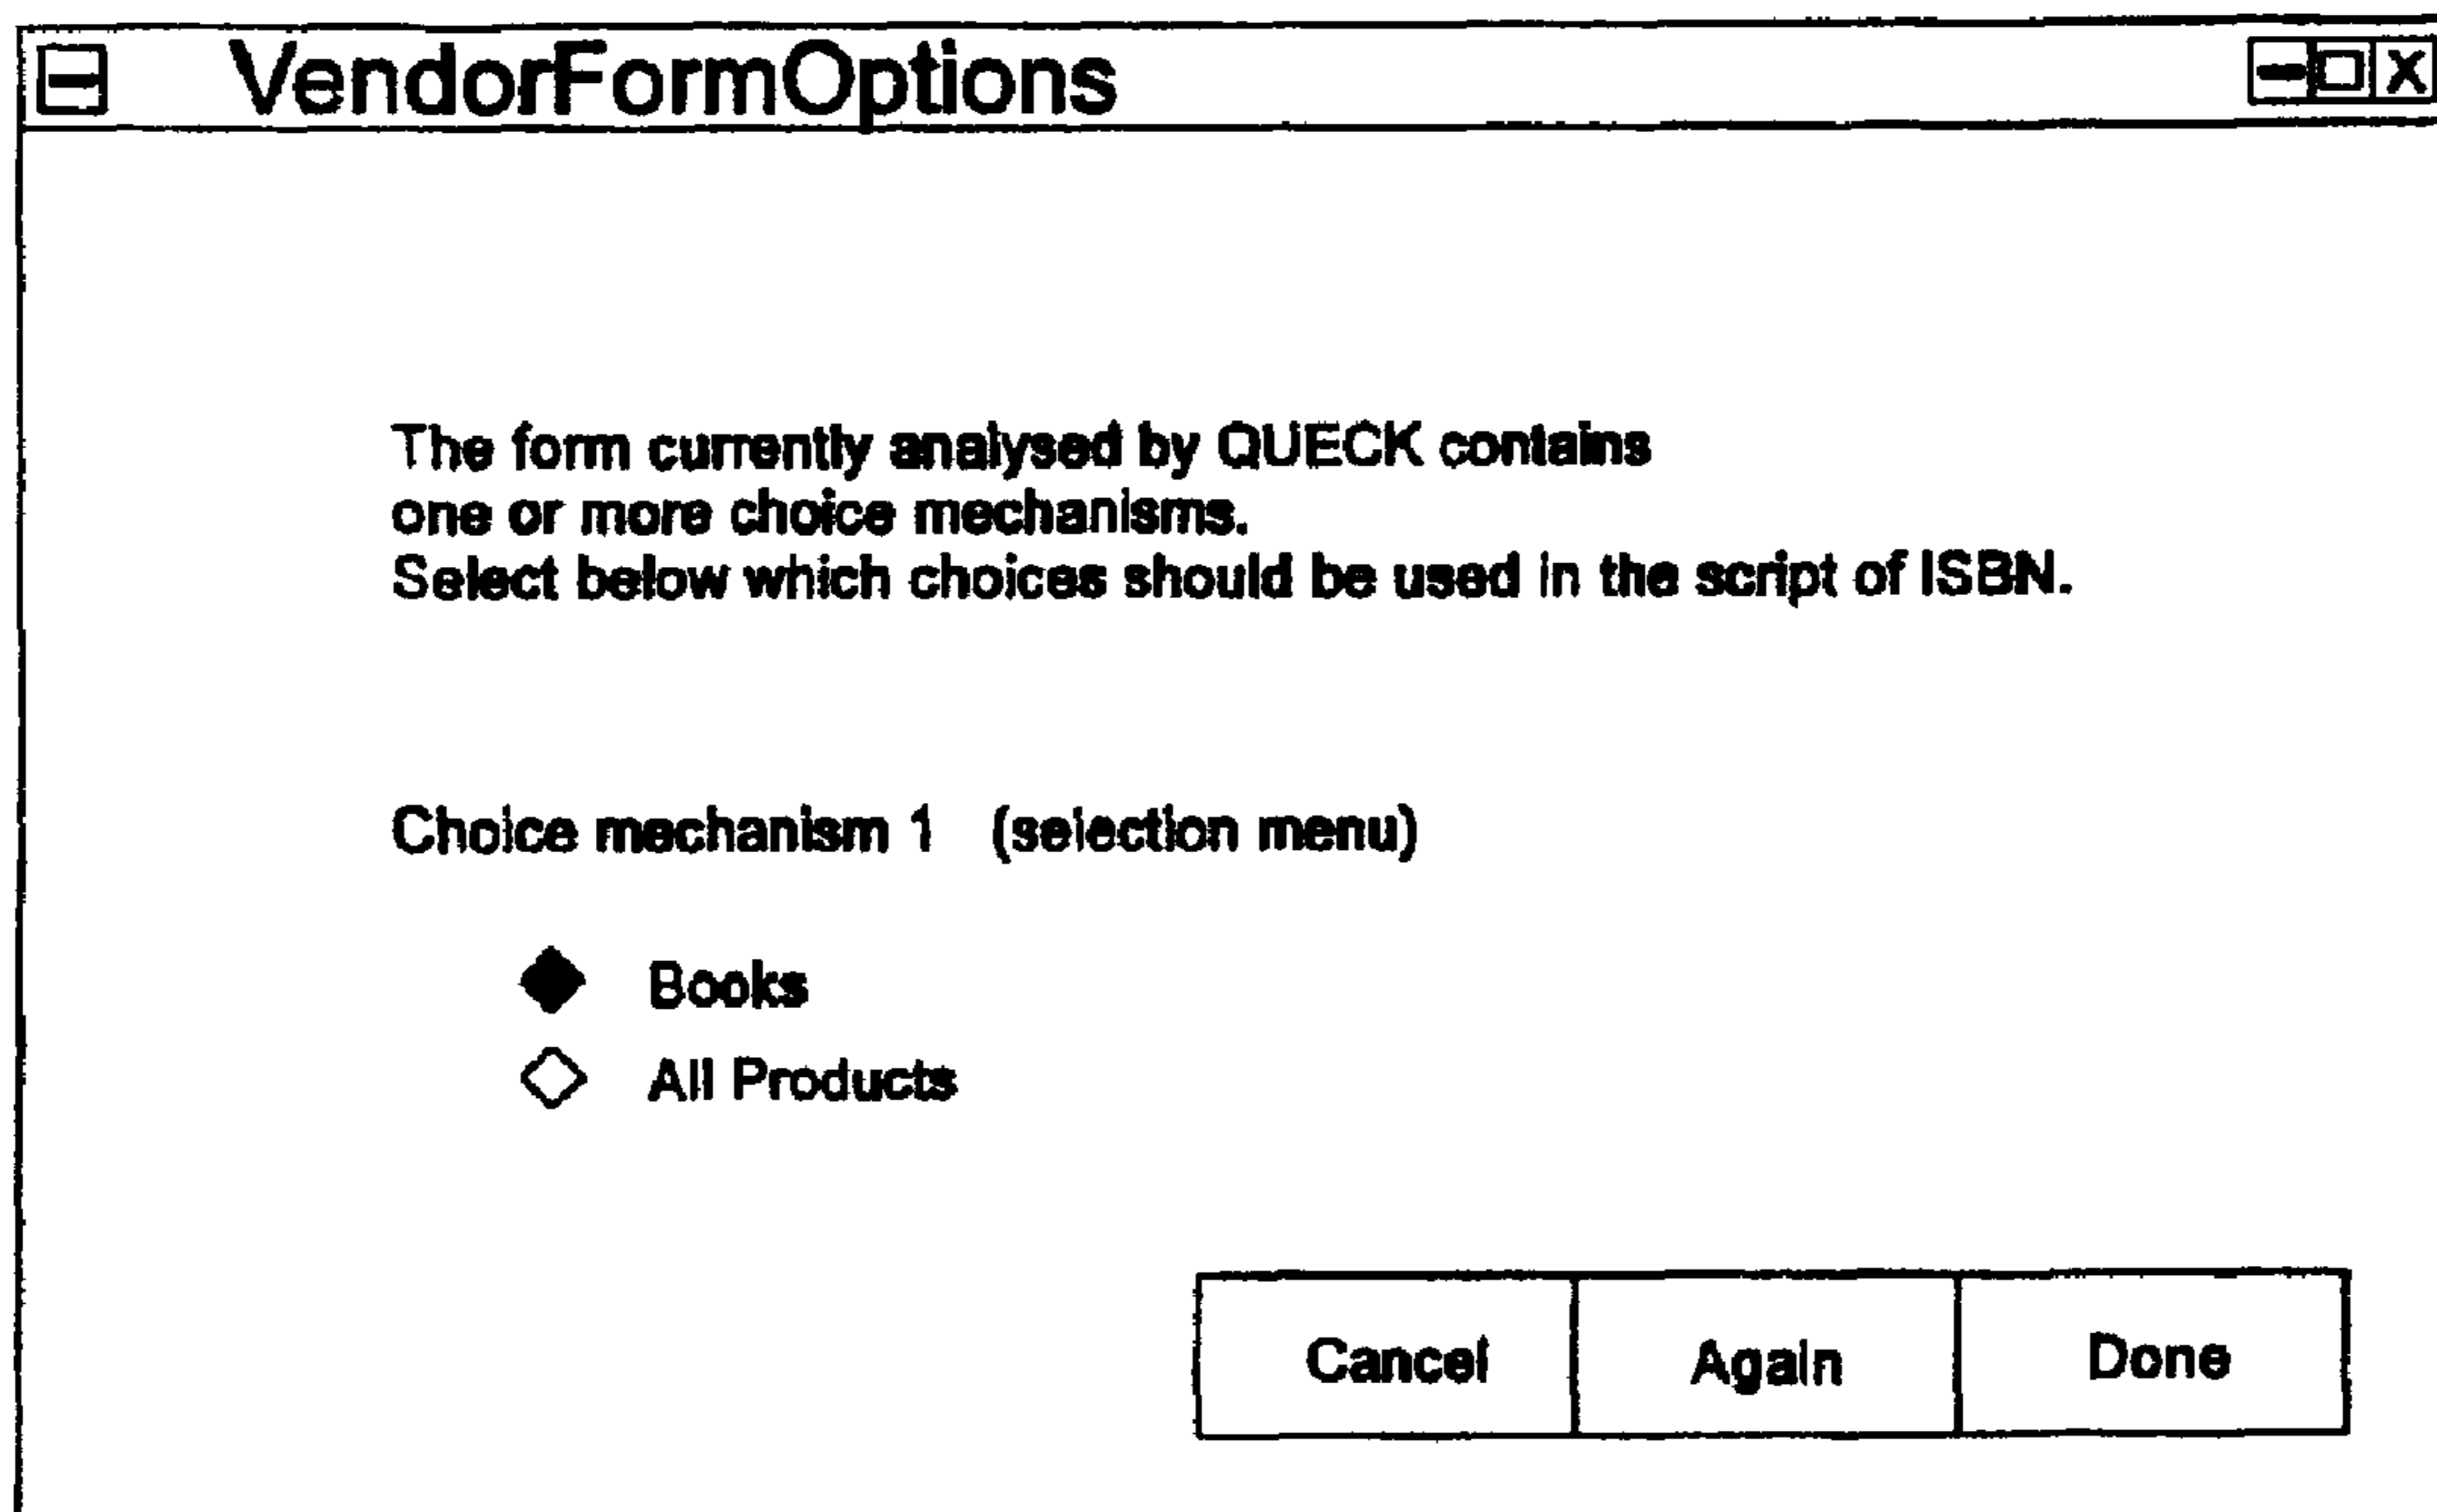 VendorFormOptions
The form currently analysed by QUECK contains
one or more choice mechanisms.
Select below which choices should be used in the script of ISBN.
Choice mechanism 1 (selection menu)
Books
All Products
Cancel Again Done